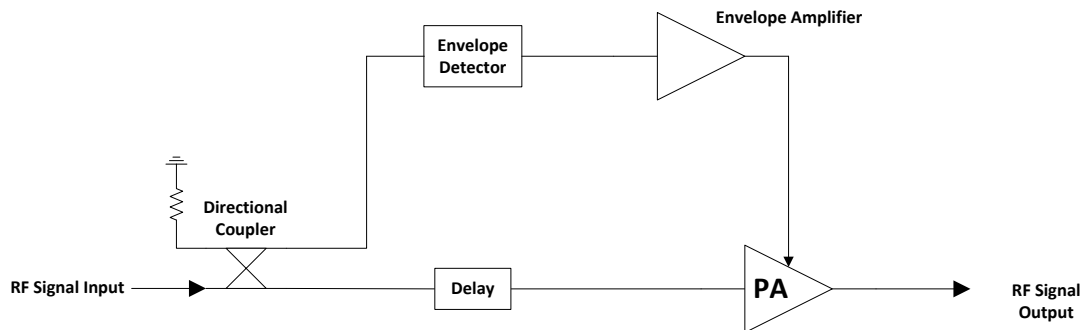 Envelope Amplifier
Envelope
Detector
Directional
Coupler
RF Signal Input
Delay
PA
RF Signal
Output